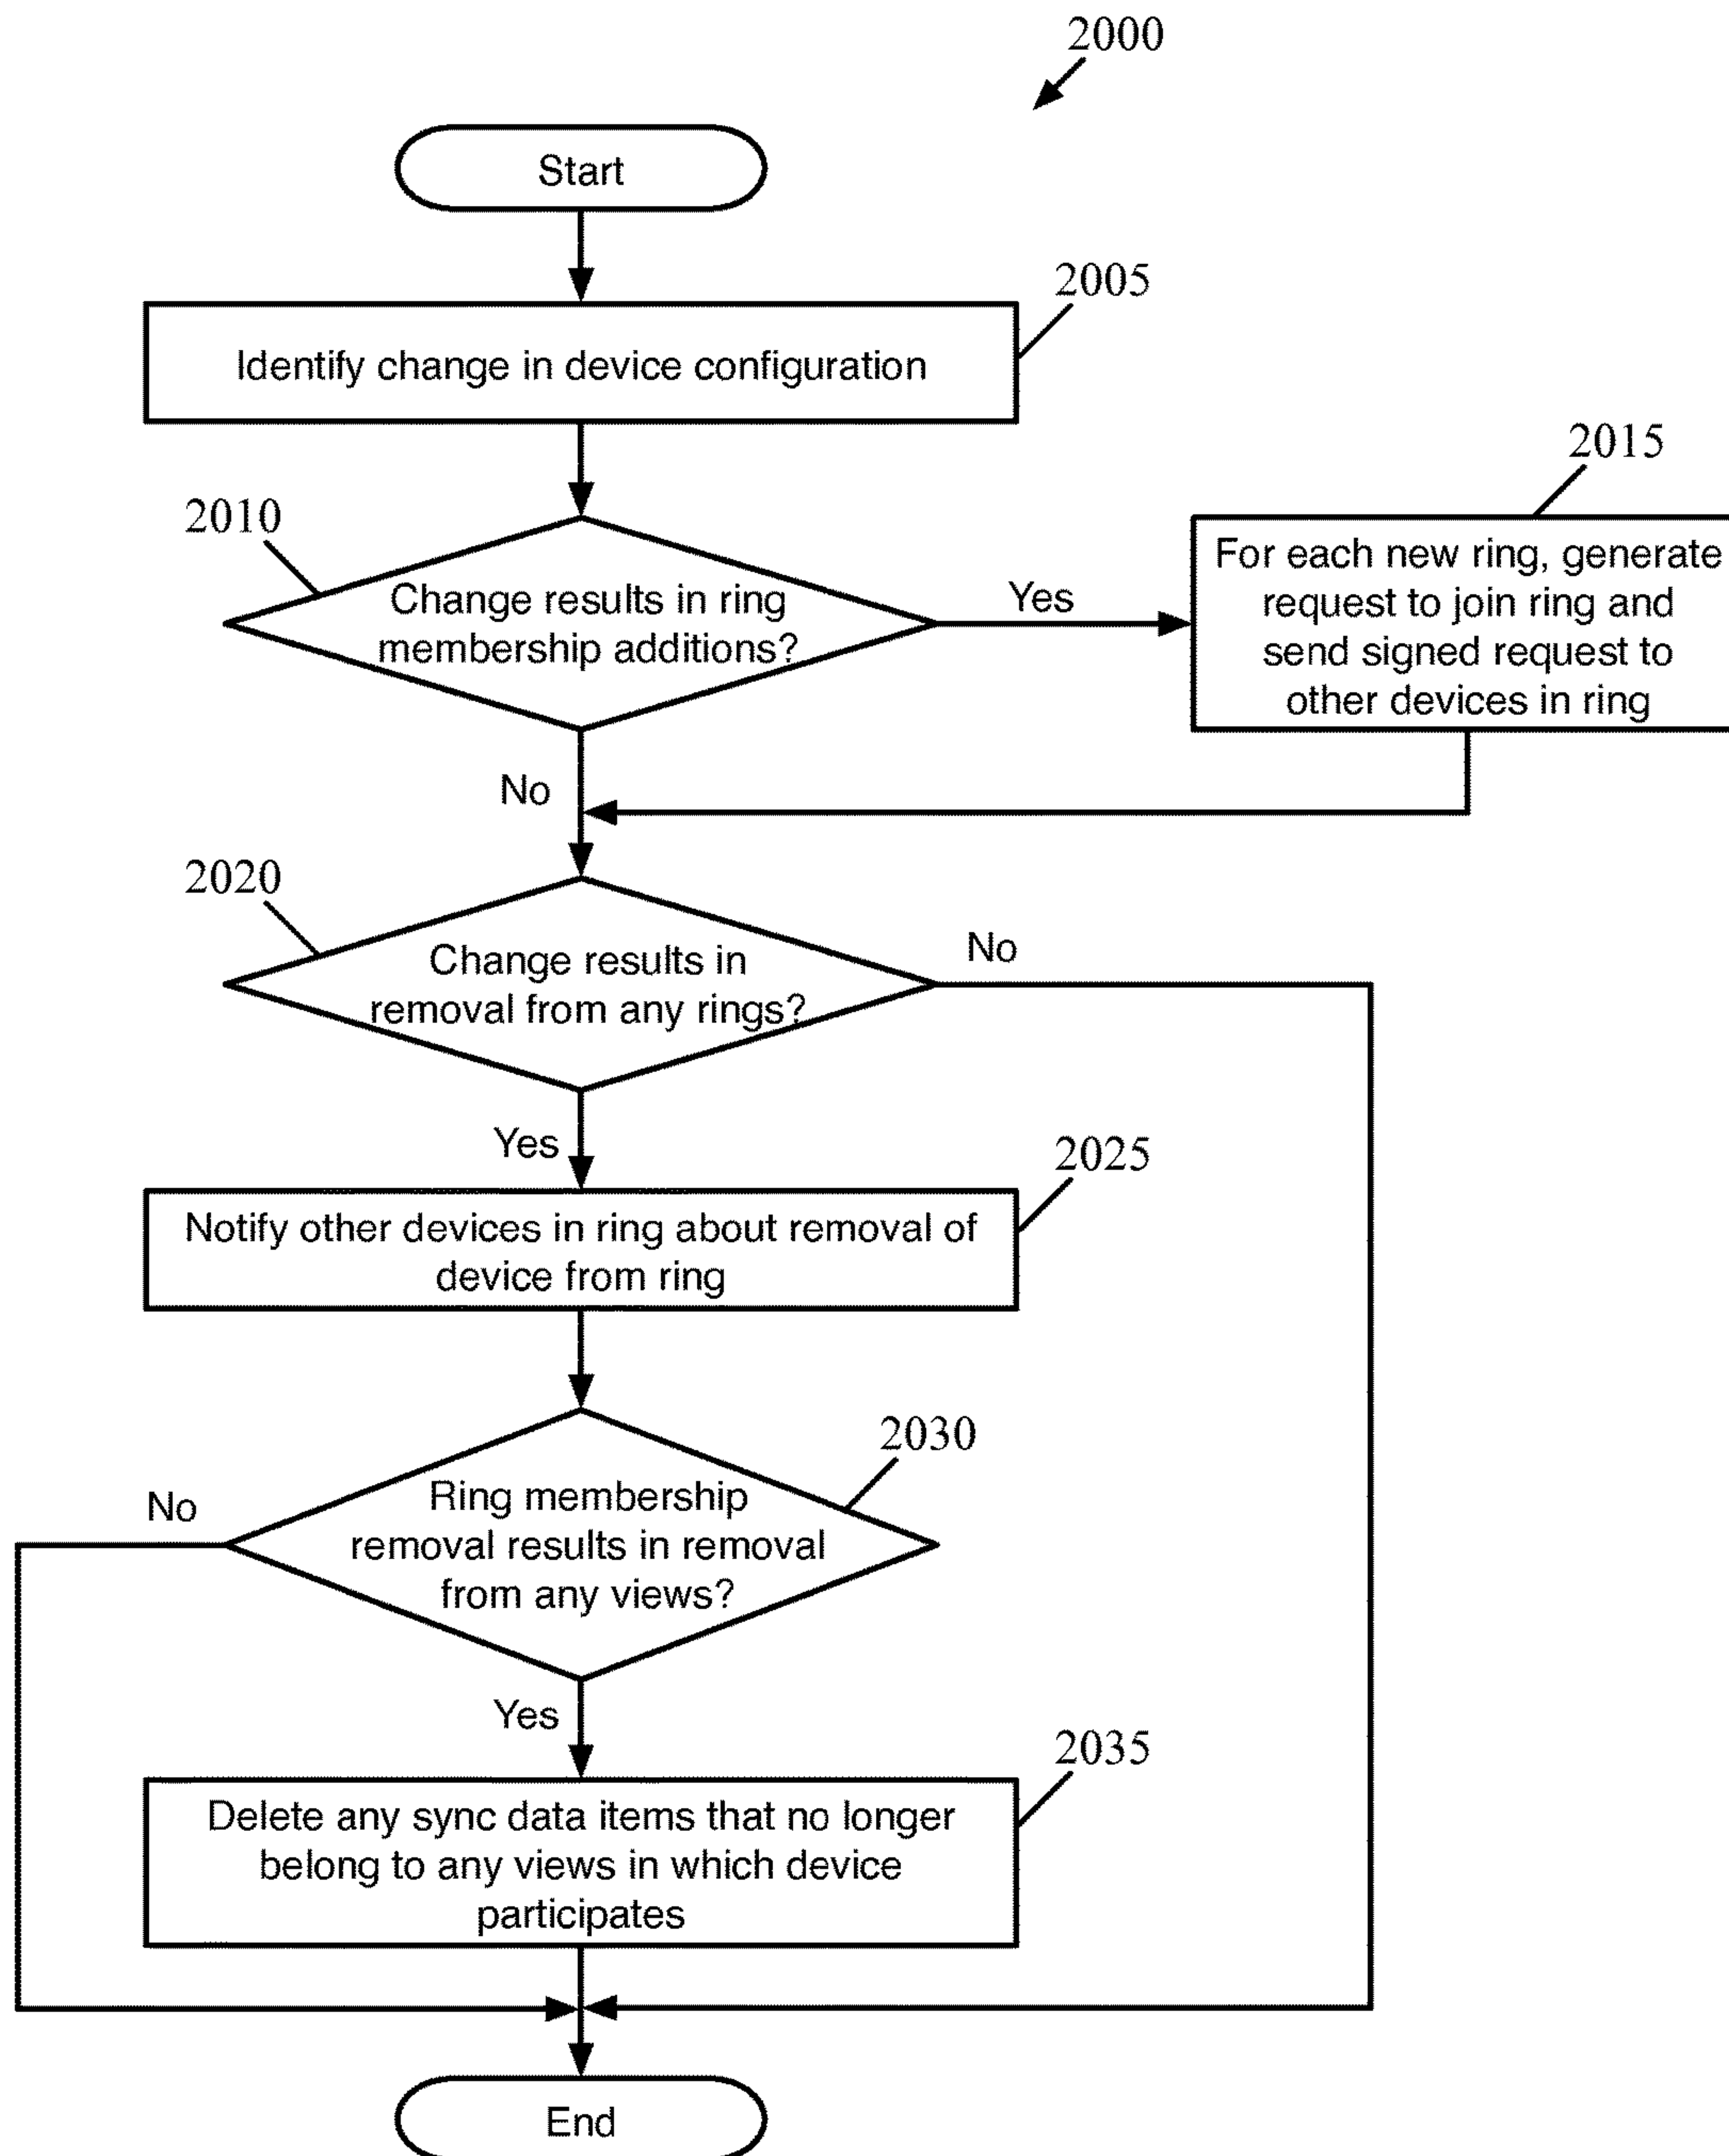 2000
Start
2005
Identify change in device configuration
2015
2010
For each new ring, generate
request to join ring and
send signed request to
other devices in ring
Change results in ring
membership additions?
Yes
No
2020
Change results in
removal from any rings?
No
Yes
2025
Notify other devices in ring about removal of
device from ring
2030
Ring membership
removal results in removal
from any views?
No
Yes
2035
Delete any sync data items that no longer
belong to any views in which device
participates
End